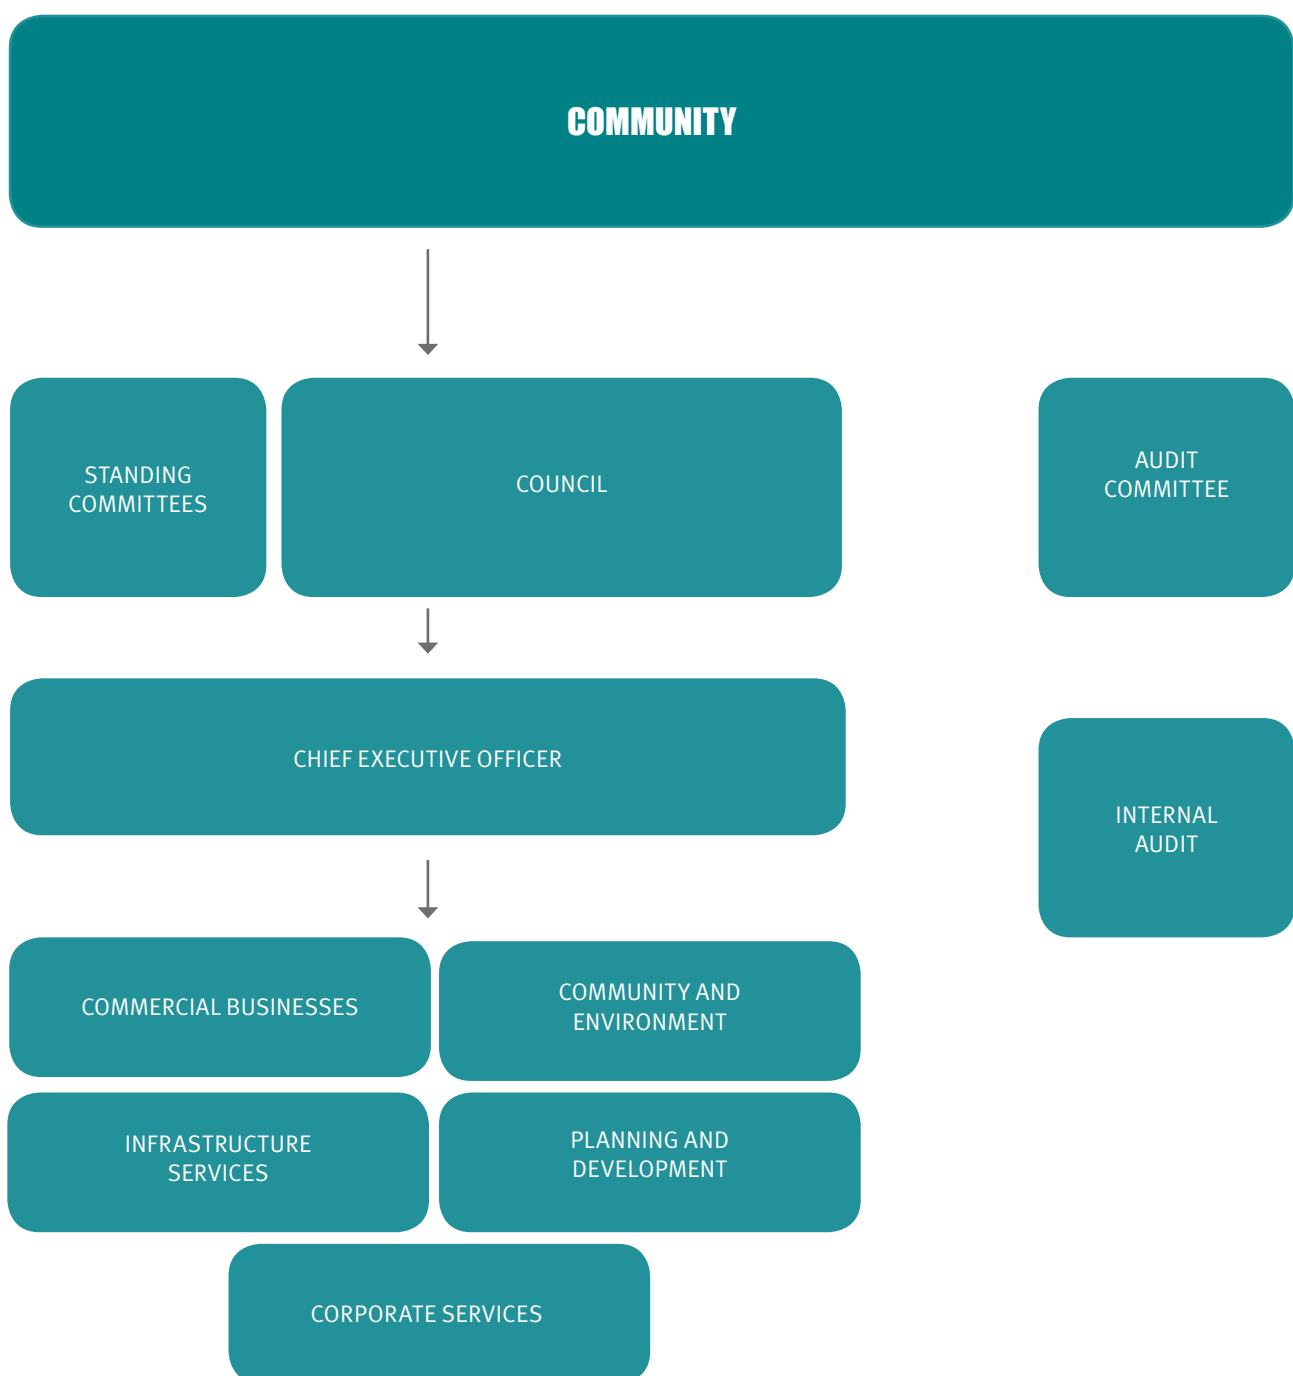 COMMUNITY
STANDING
COMMITTEES
COUNCIL
AUDIT
COMMITTEE
CHIEF EXECUTIVE OFFICER
INTERNAL
AUDIT
COMMERCIAL BUSINESSES
COMMUNITY AND
ENVIRONMENT
INFRASTRUCTURE
SERVICES
PLANNING AND
DEVELOPMENT
CORPORATE SERVICES